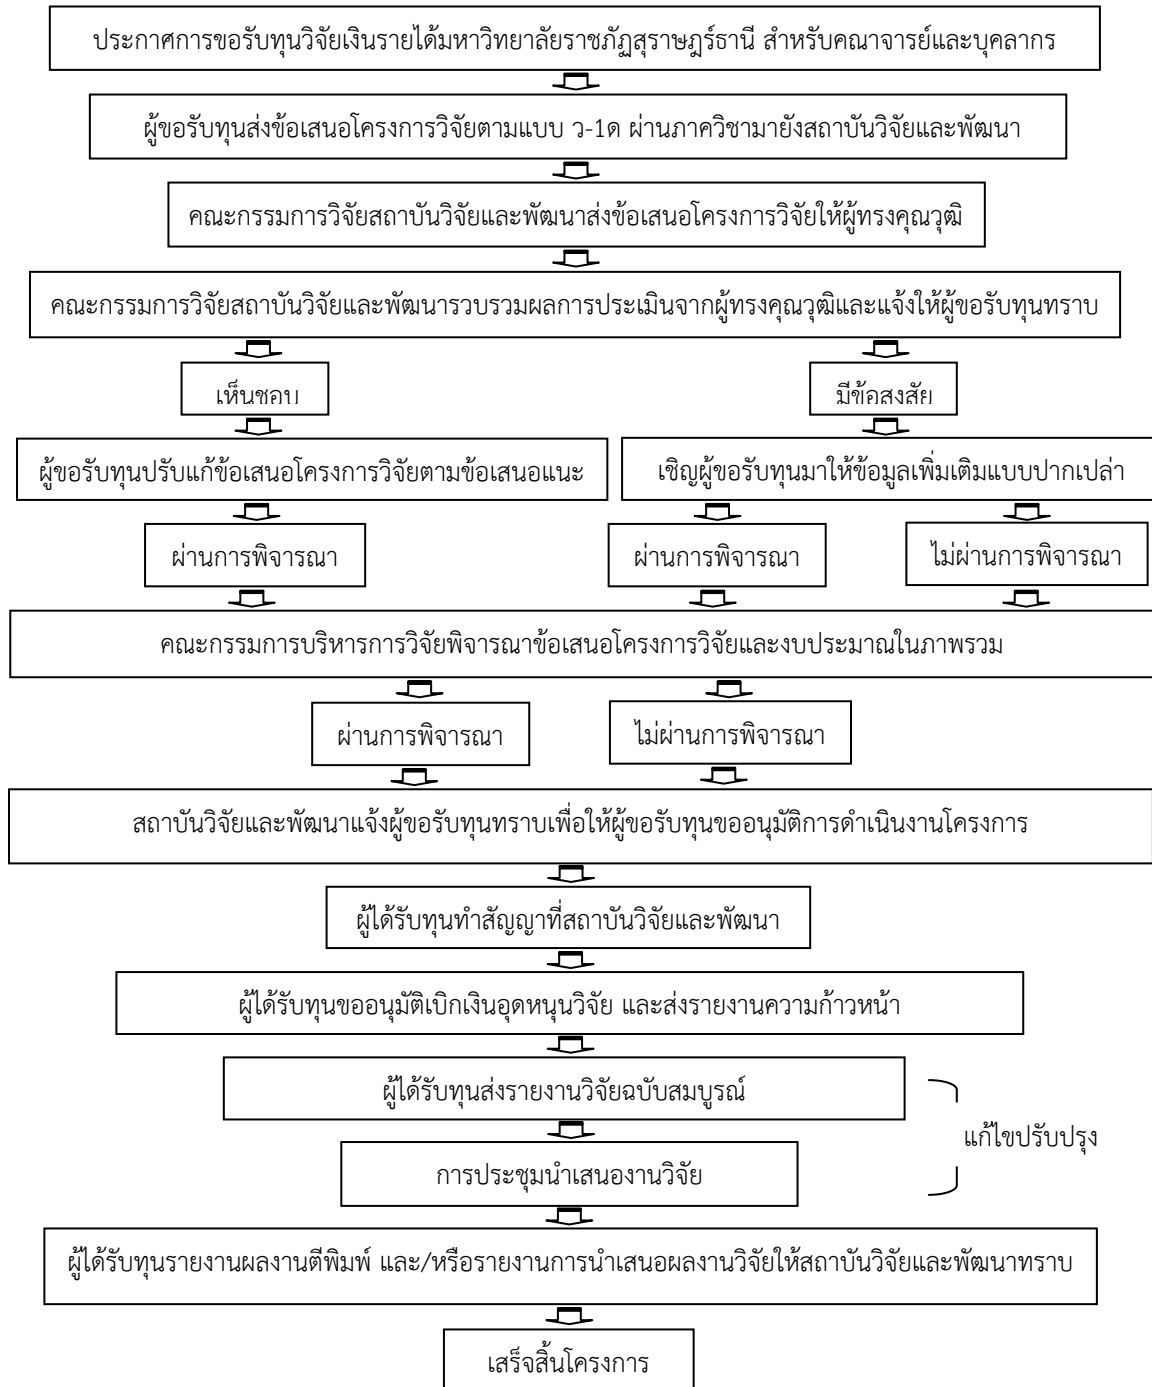 ประกาศการขอรับทุนวิจัยเงินรายได้มหาวิทยาลัยราชภัฏสุราษฎร์ธานี สำหรับคณาจารย์และบุคลากร
ผู้ขอรับทุนส่งข้อเสนอโครงการวิจัยตามแบบ ว-1ด ผ่านภาควิชามายังสถาบันวิจัยและพัฒนา
คณะกรรมการวิจัยสถาบันวิจัยและพัฒนาส่งข้อเสนอโครงการวิจัยให้ผู้ทรงคุณวุฒิ
คณะกรรมการวิจัยสถาบันวิจัยและพัฒนารวบรวมผลการประเมินจากผู้ทรงคุณวุฒิและแจ้งให้ผู้ขอรับทุนทราบ
เห็นชอบ
มีข้อสงสัย
ผู้ขอรับทุนปรับแก้ข้อเสนอโครงการวิจัยตามข้อเสนอแนะ
เชิญผู้ขอรับทุนมาให้ข้อมูลเพิ่มเติมแบบปากเปล่า
ผ่านการพิจารณา
ผ่านการพิจารณา
ไม่ผ่านการพิจารณา
คณะกรรมการบริหารการวิจัยพิจารณาข้อเสนอโครงการวิจัยและงบประมาณในภาพรวม
ผ่านการพิจารณา
ไม่ผ่านการพิจารณา
สถาบันวิจัยและพัฒนาแจ้งผู้ขอรับทุนทราบเพื่อให้ผู้ขอรับทุนขออนุมัติการดำเนินงานโครงการ
ผู้ได้รับทุนทำสัญญาที่สถาบันวิจัยและพัฒนา
ผู้ได้รับทุนขออนุมัติเบิกเงินอุดหนุนวิจัย และส่งรายงานความก้าวหน้า
ผู้ได้รับทุนส่งรายงานวิจัยฉบับสมบูรณ์
แก้ไขปรับปรุง
การประชุมนำเสนองานวิจัย
ผู้ได้รับทุนรายงานผลงานตีพิมพ์ และ/หรือรายงานการนำเสนอผลงานวิจัยให้สถาบันวิจัยและพัฒนาทราบ
เสร็จสิ้นโครงการ